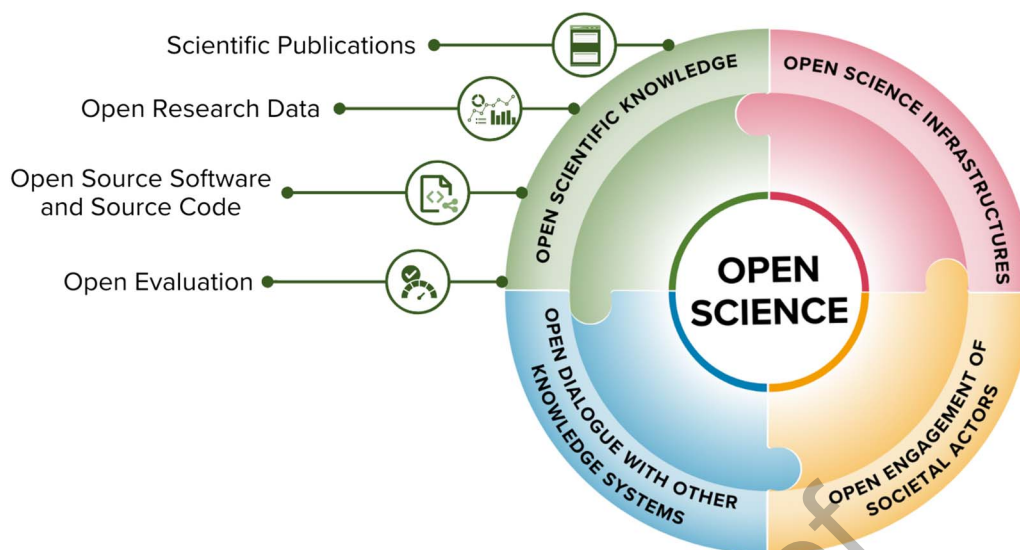 Scientific Publications
Open Research Data
Open Source Software
and Source Code
Open Evaluation
OPEN SCIENTIFIC KNOWLEDGE
OPEN SCIENCE INFRASTRUCTURES
OPEN
SCIENCE
OPEN DIALOGUE WITH OTHER
KNOWLEDGE SYSTEMS
OPEN ENGAGEMENT OF
SOCIETAL ACTORS